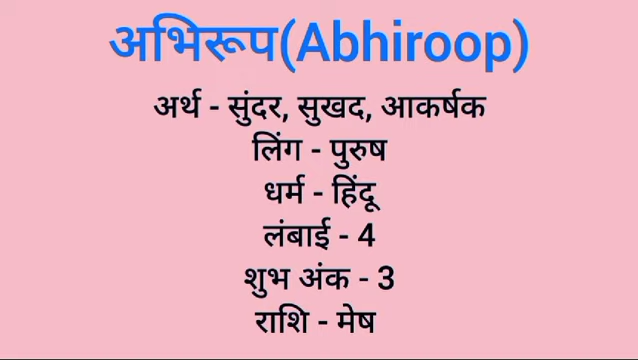 अभिरूप(Abhiroop)
अर्थ - सुंदर, सुखद, आकर्षक
लिंग - पुरुष
धर्म - हिंदू
लंबाई - 4
शुभ अंक - 3
राशि - मेष